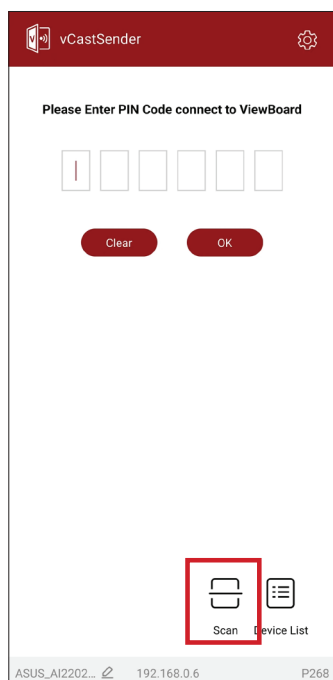 vCastSender
Please Enter PIN Code connect to ViewBoard
Clear OK
Scan Device List
ASUS_AI2202... 192.168.0.6 P268